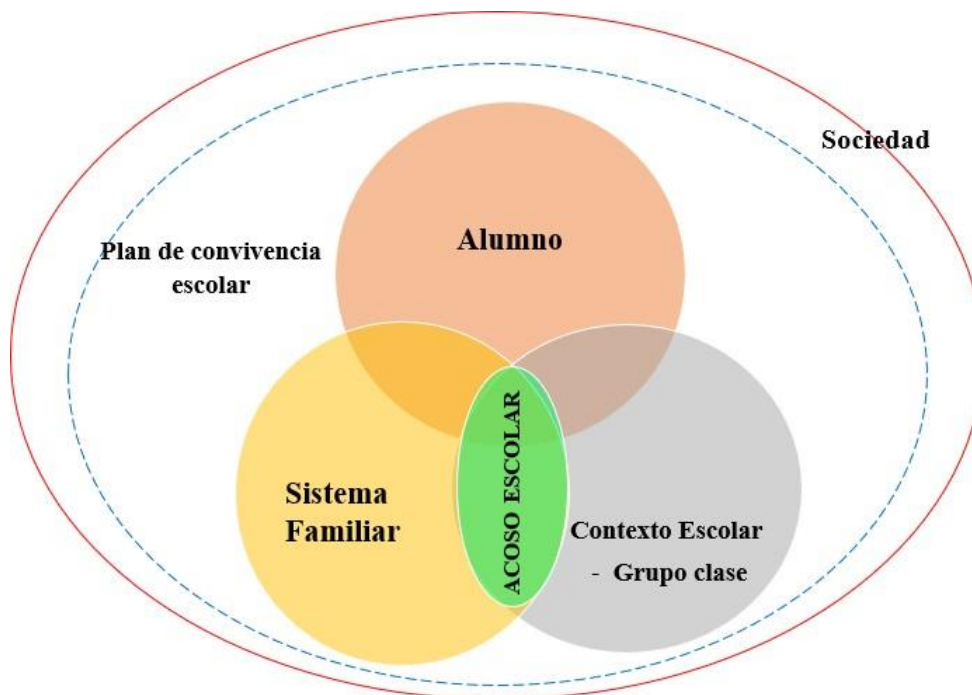 Sociedad
Alumno
Plan de convivencia
escolar
ACOSO ESCOLAR
Sistema
Familiar
Contexto Escolar
- Grupo clase